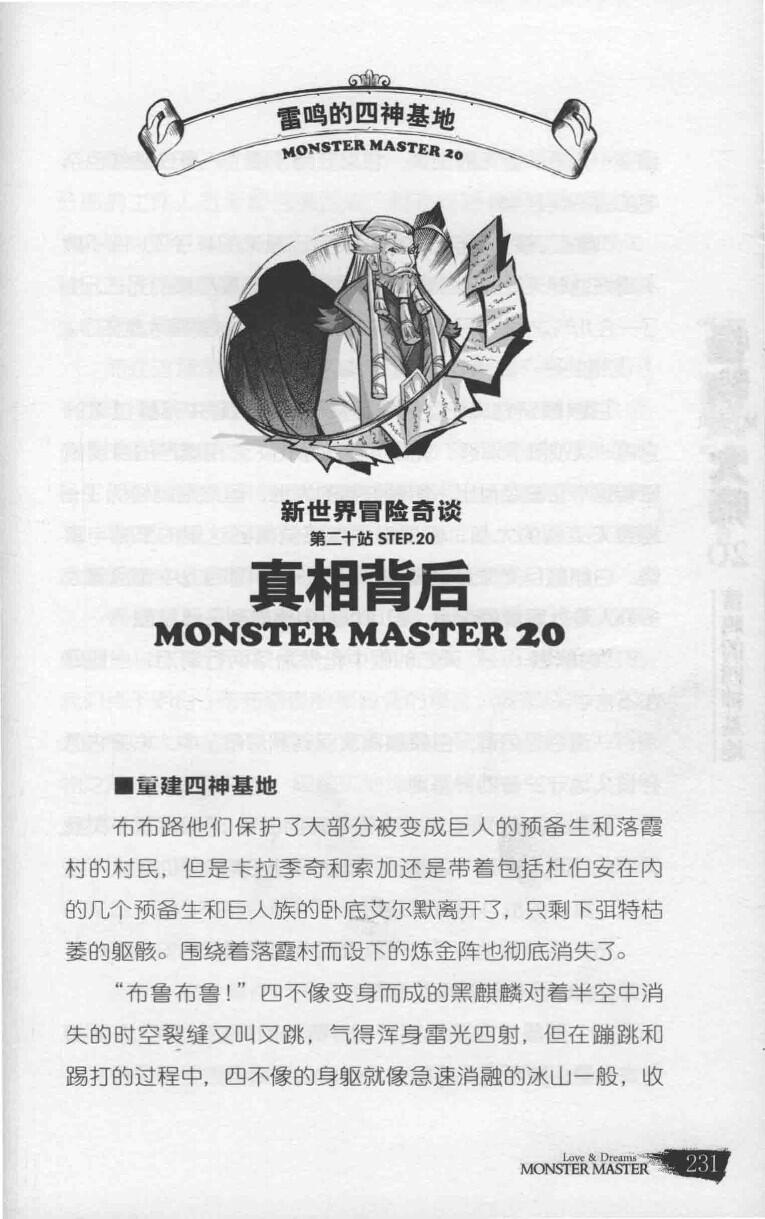 雷鸣的四神基地
MONSTER MASTER 20
新世界冒险奇谈
第二十站 STEP.20
真相背后
MONSTER MASTER 20
■重建四神基地
布布路他们保护了大部分被变成巨人的预备生和落霞
村的村民，但是卡拉季奇和索加还是带着包括杜伯安在内
的几个预备生和巨人族的卧底艾尔默离开了，只剩下弭特枯
萎的躯骸。围绕着落霞村而设下的炼金阵也彻底消失了。
“布鲁布鲁！”四不像变身而成的黑麒麟对着半空中消
失的时空裂缝又叫又跳，气得浑身雷光四射，但在蹦跳和
踢打的过程中，四不像的身躯就像急速消融的冰山一般，收
Love & Dreams
MONSTER MASTER 231